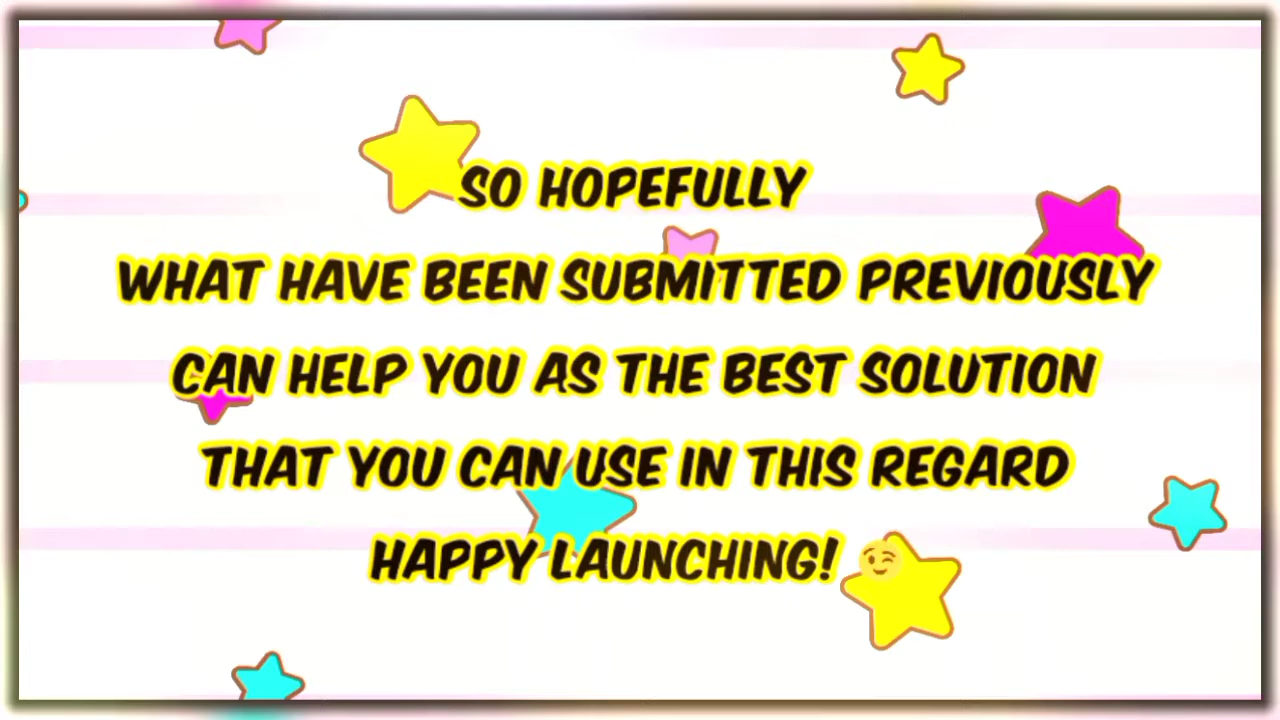 SO HOPEFULLY
WHAT HAVE BEEN SUBMITTED PREVIOUSLY
CAN HELP YOU AS THE BEST SOLUTION
THAT YOU CAN USE IN THIS REGARD
HAPPY LAUNCHING! 😉